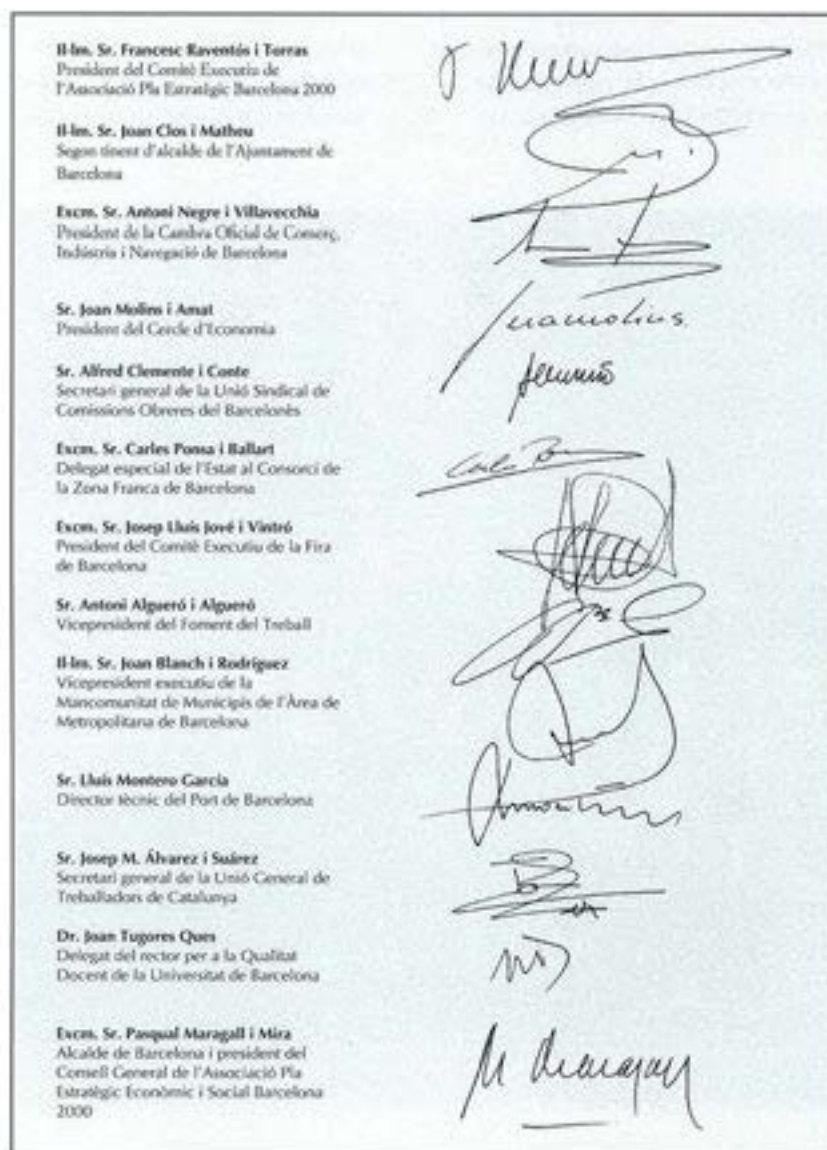 Il·lm. Sr. Francesc Raventós i Torras
President del Comitè Executiu de
l'Associació Pla Estratègic Barcelona 2000
Il·lm. Sr. Joan Clos i Matheu
Segon tinent d'alcalde de l'Ajuntament de
Barcelona
Excm. Sr. Antoni Negre i Villavecchia
President de la Cambra Oficial de Comerç,
Indústria i Navegació de Barcelona
Sr. Joan Molins i Amat
President del Cercle d'Economia
Joanmolins.
Sr. Alfred Clemente i Conte
Secretari general de la Unió Sindical de
Comissions Obreres del Barcelonès
Excm. Sr. Carles Ponsa i Ballart
Delegat especial de l'Estat al Consorci de
la Zona Franca de Barcelona
Excm. Sr. Josep Lluís Jové i Vintró
President del Comitè Executiu de la Fira
de Barcelona
Sr. Antoni Algueró i Algueró
Vicepresident del Foment del Treball
Il·lm. Sr. Joan Blanch i Rodríguez
Vicepresident executiu de la
Mancomunitat de Municipis de l'Àrea de
Metropolitana de Barcelona
Sr. Lluís Montero García
Director tècnic del Port de Barcelona
Sr. Josep M. Álvarez i Suárez
Secretari general de la Unió General de
Treballadors de Catalunya
Dr. Joan Tugores Ques
Delegat del rector per a la Qualitat
Docent de la Universitat de Barcelona
Excm. Sr. Pasqual Maragall i Mira
Alcalde de Barcelona i president del
Consell General de l'Associació Pla
Estratègic Econòmic i Social Barcelona
2000